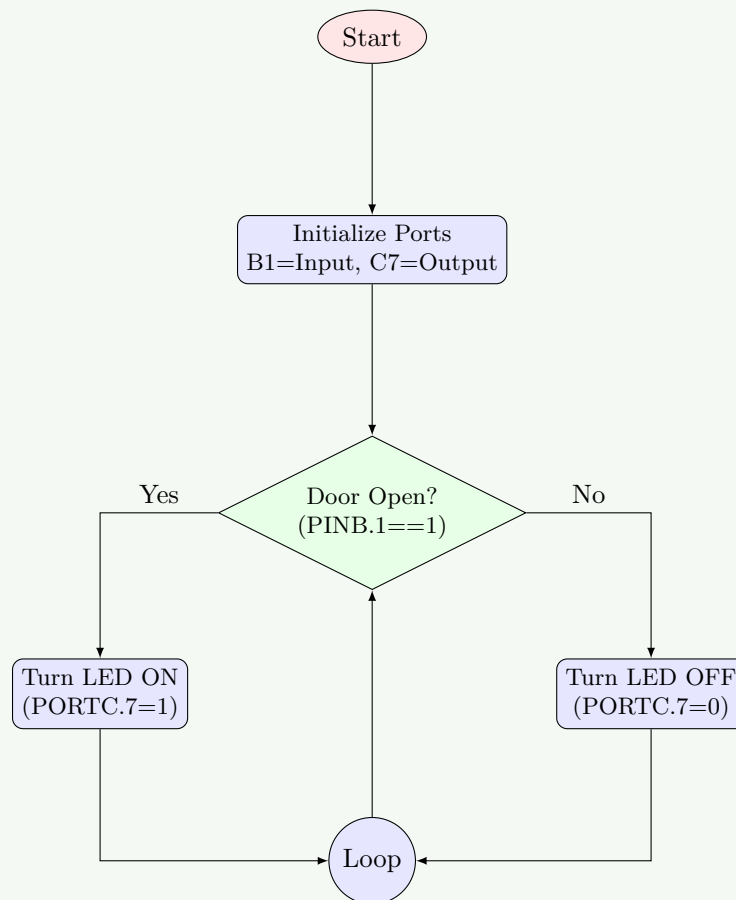 Start
Initialize Ports
B1=Input, C7=Output
Door Open?
(PINB.1==1)
Yes
No
Turn LED ON
(PORTC.7=1)
Turn LED OFF
(PORTC.7=0)
Loop